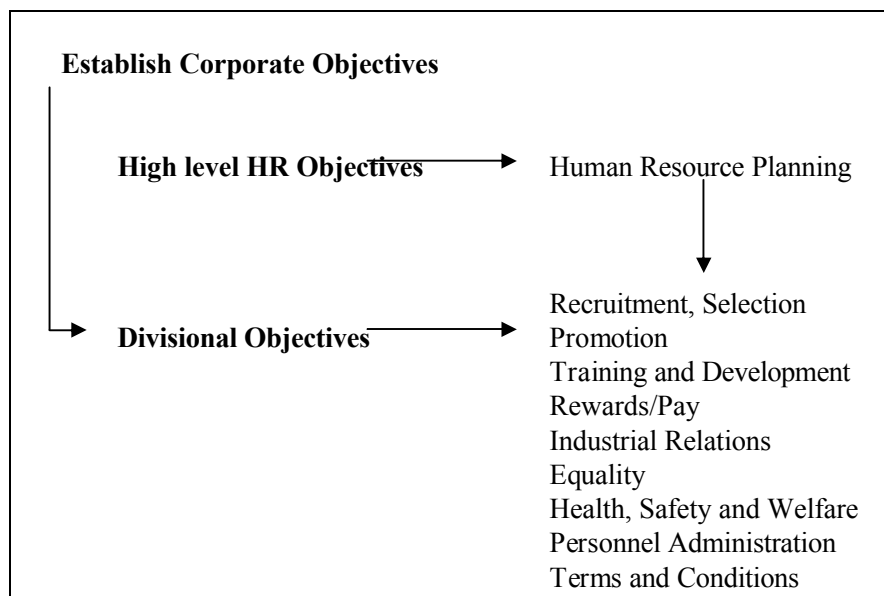 Establish Corporate Objectives
High level HR Objectives
Human Resource Planning
Divisional Objectives
Recruitment, Selection
Promotion
Training and Development
Rewards/Pay
Industrial Relations
Equality
Health, Safety and Welfare
Personnel Administration
Terms and Conditions